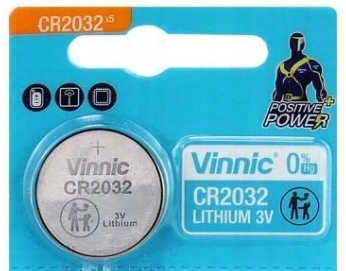 CR2032 x5
POSITIVE
POWER
+
Vinnic
CR2032
3V
Lithium
Vinnic®
0% Hg
CR2032
LITHIUM 3V